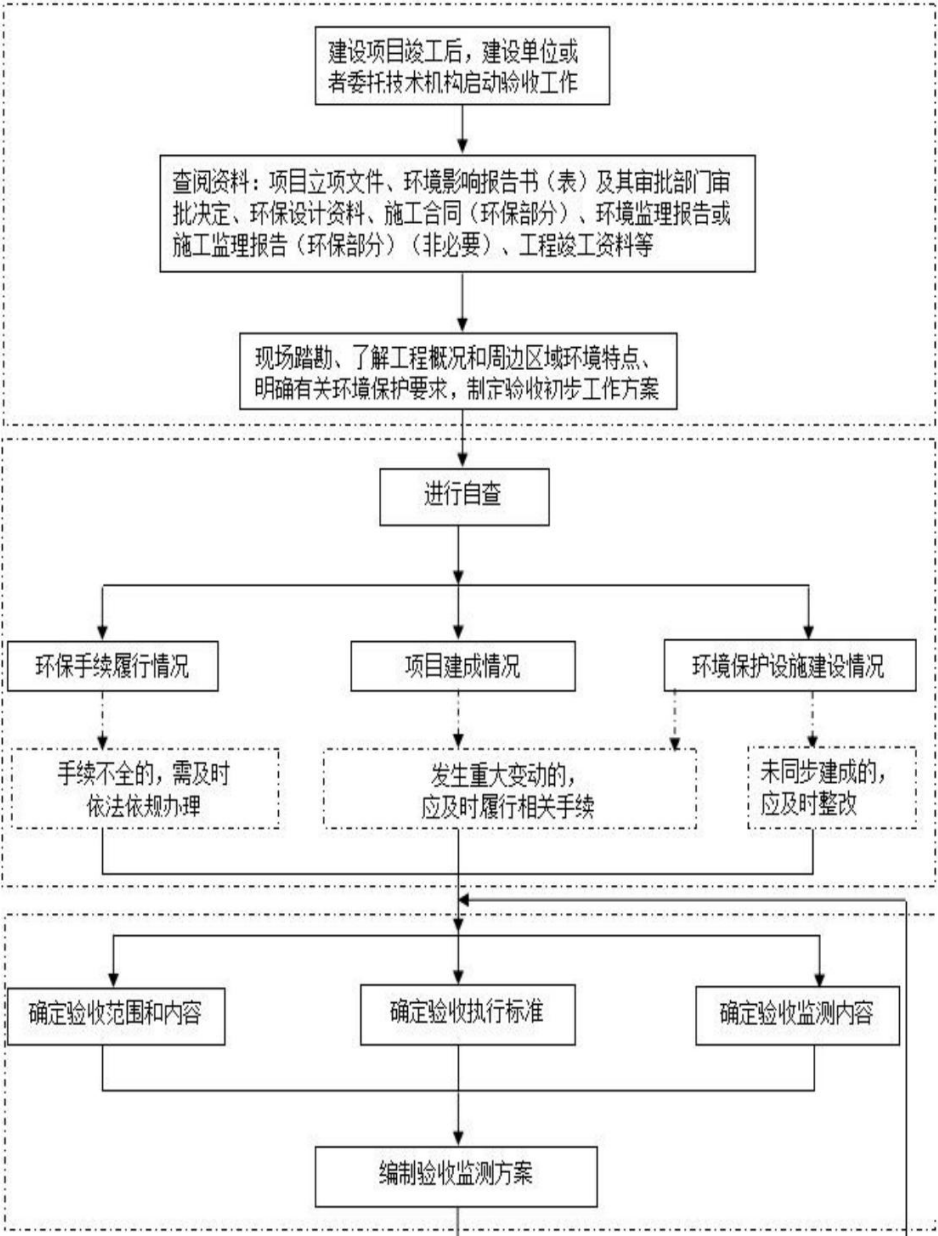 建设项目竣工后，建设单位或
者委托技术机构启动验收工作
查阅资料：项目立项文件、环境影响报告书（表）及其审批部门审
批决定、环保设计资料、施工合同（环保部分）、环境监理报告或
施工监理报告（环保部分）（非必要）、工程竣工资料等
现场踏勘、了解工程概况和周边区域环境特点、
明确有关环境保护要求，制定验收初步工作方案
进行自查
环保手续履行情况
项目建成情况
环境保护设施建设情况
手续不全的，需及时
依法依规办理
发生重大变动的，
应及时履行相关手续
未同步建成的，
应及时整改
确定验收范围和内容
确定验收执行标准
确定验收监测内容
编制验收监测方案